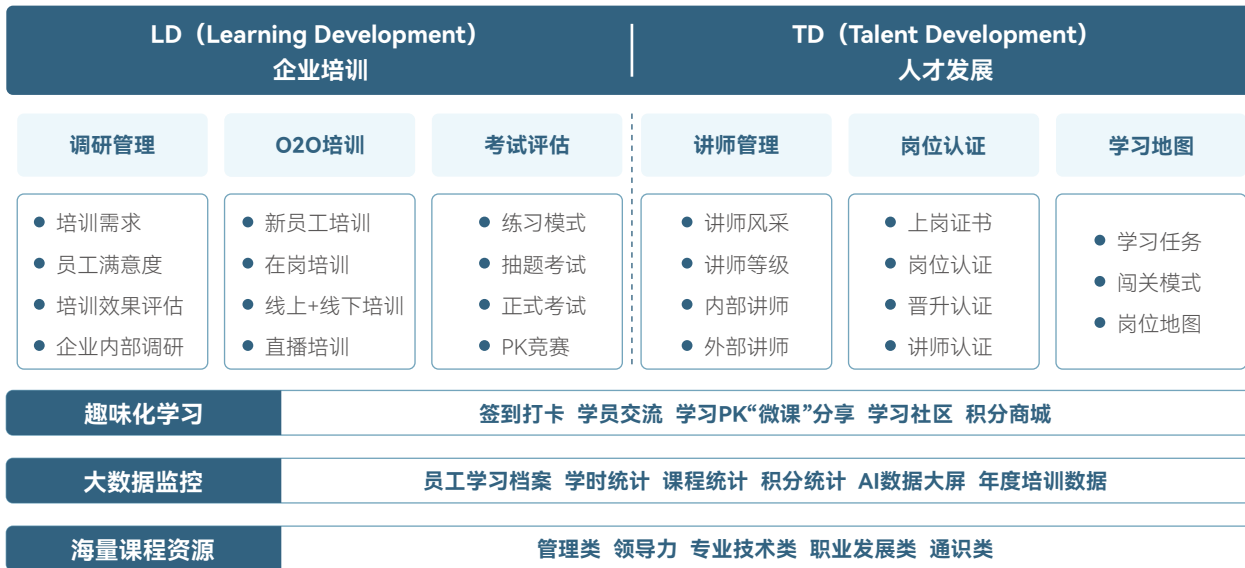 LD（Learning Development）
企业培训
TD（Talent Development）
人才发展
调研管理
O2O培训
考试评估
讲师管理
岗位认证
学习地图
培训需求
员工满意度
培训效果评估
企业内部调研
新员工培训
在岗培训
线上+线下培训
直播培训
练习模式
抽题考试
正式考试
PK竞赛
讲师风采
讲师等级
内部讲师
外部讲师
上岗证书
岗位认证
晋升认证
讲师认证
学习任务
闯关模式
岗位地图
趣味化学习
签到打卡 学员交流 学习PK“微课”分享 学习社区 积分商城
大数据监控
员工学习档案 学时统计 课程统计 积分统计 AI数据大屏 年度培训数据
海量课程资源
管理类 领导力 专业技术类 职业发展类 通识类